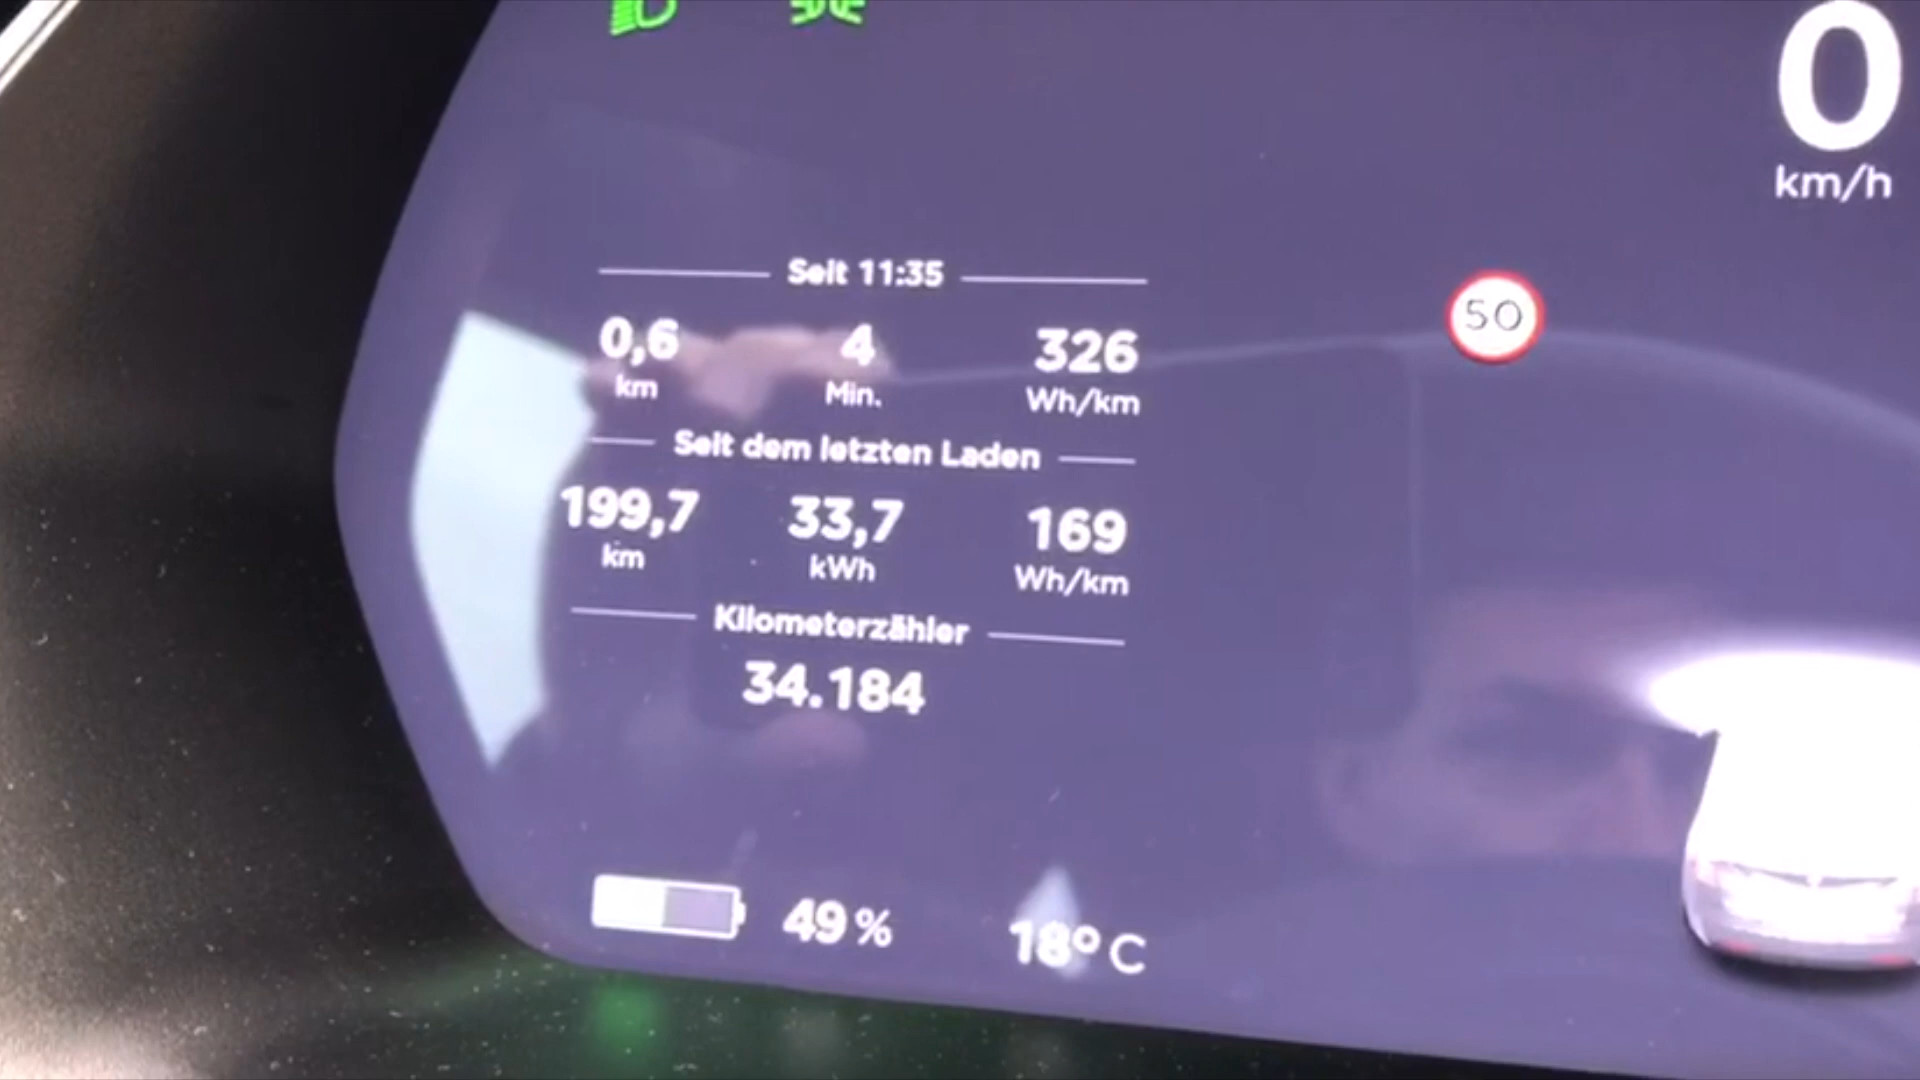 0
km/h
Seit 11:35
0,6 4 326
km Min. Wh/km
50
Seit dem letzten Laden
199,7 33,7 169
km kWh Wh/km
Kilometerzähler
34.184
49 % 18° C